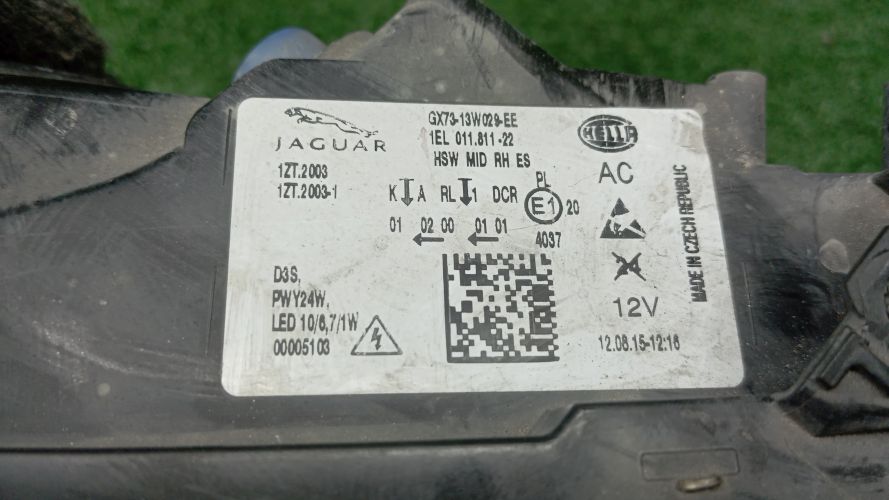 JAGUAR
1ZT.2003
1ZT.2003-1
GX73-13W029-EE
1EL 011.811-22
HSW MID RH ES
HELLA
AC
K A RL 1 DCR PL
E1 20
01 02 00 01 01 4037
D3S,
PWY24W,
LED 10/6,7/1W
00005103
12V
12.08.15-12:16
MADE IN CZECH REPUBLIC